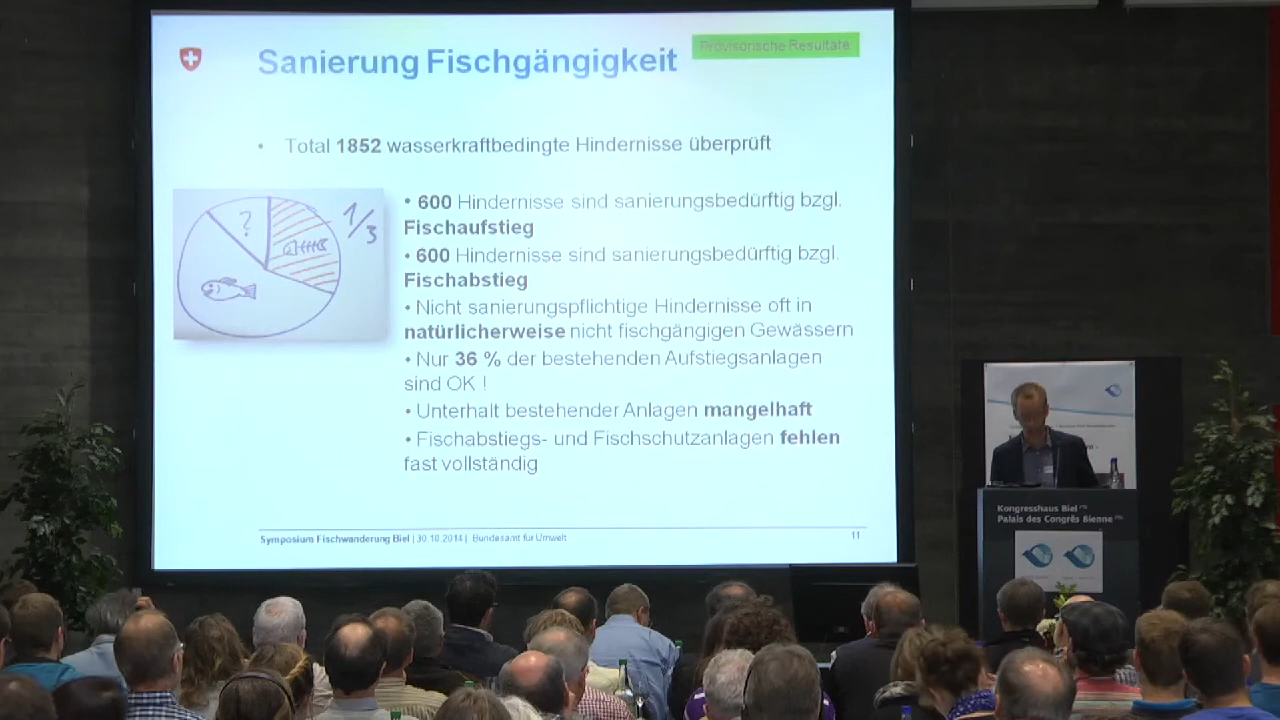 Sanierung Fischgängigkeit
Provisorische Resultate
• Total 1852 wasserkraftbedingte Hindernisse überprüft
?
1/3
• 600 Hindernisse sind sanierungsbedürftig bzgl.
Fischaufstieg
• 600 Hindernisse sind sanierungsbedürftig bzgl.
Fischabstieg
• Nicht sanierungspflichtige Hindernisse oft in
natürlicherweise nicht fischgängigen Gewässern
• Nur 36 % der bestehenden Aufstiegsanlagen
sind OK !
• Unterhalt bestehender Anlagen mangelhaft
• Fischabstiegs- und Fischschutzanlagen fehlen
fast vollständig
Symposium Fischwanderung Biel | 30.10.2014 | Bundesamt für Umwelt
11
Kongresshaus Biel
Palais des Congrès Bienne